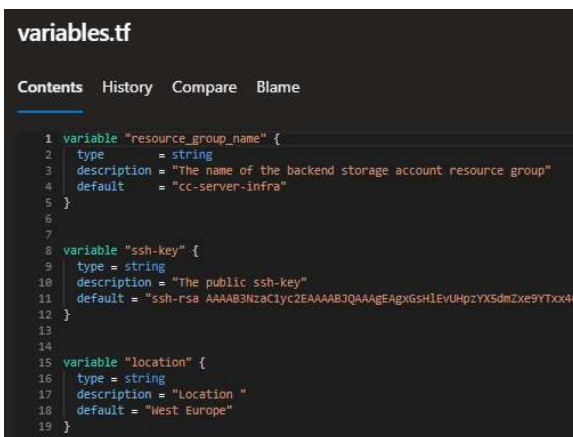 variables.tf
Contents History Compare Blame
1 variable "resource_group_name" {
2 type = string
3 description = "The name of the backend storage account resource group"
4 default = "cc-server-infra"
5 }
6
7
8 variable "ssh-key" {
9 type = string
10 description = "The public ssh-key"
11 default = "ssh-rsa
12 }
13
14
15 variable "location" {
16 type = string
17 description = "Location "
18 default = "West Europe"
19 }